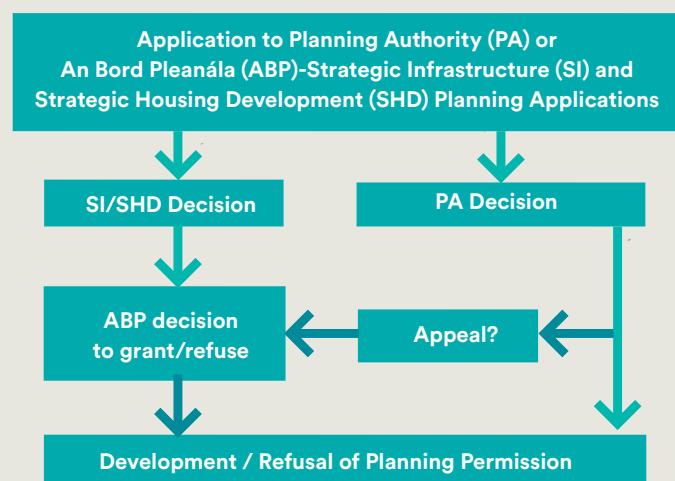 Application to Planning Authority (PA) or
An Bord Pleanála (ABP)-Strategic Infrastructure (SI) and
Strategic Housing Development (SHD) Planning Applications
SI/SHD Decision
PA Decision
ABP decision
to grant/refuse
Appeal?
Development / Refusal of Planning Permission